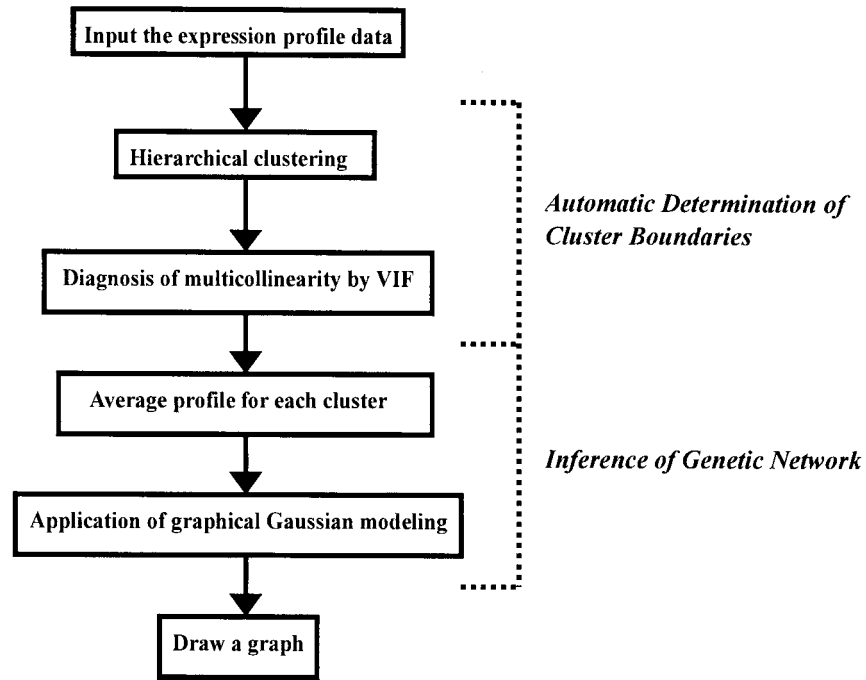 Input the expression profile data
Hierarchical clustering
Automatic Determination of
Cluster Boundaries
Diagnosis of multicollinearity by VIF
Average profile for each cluster
Inference of Genetic Network
Application of graphical Gaussian modeling
Draw a graph